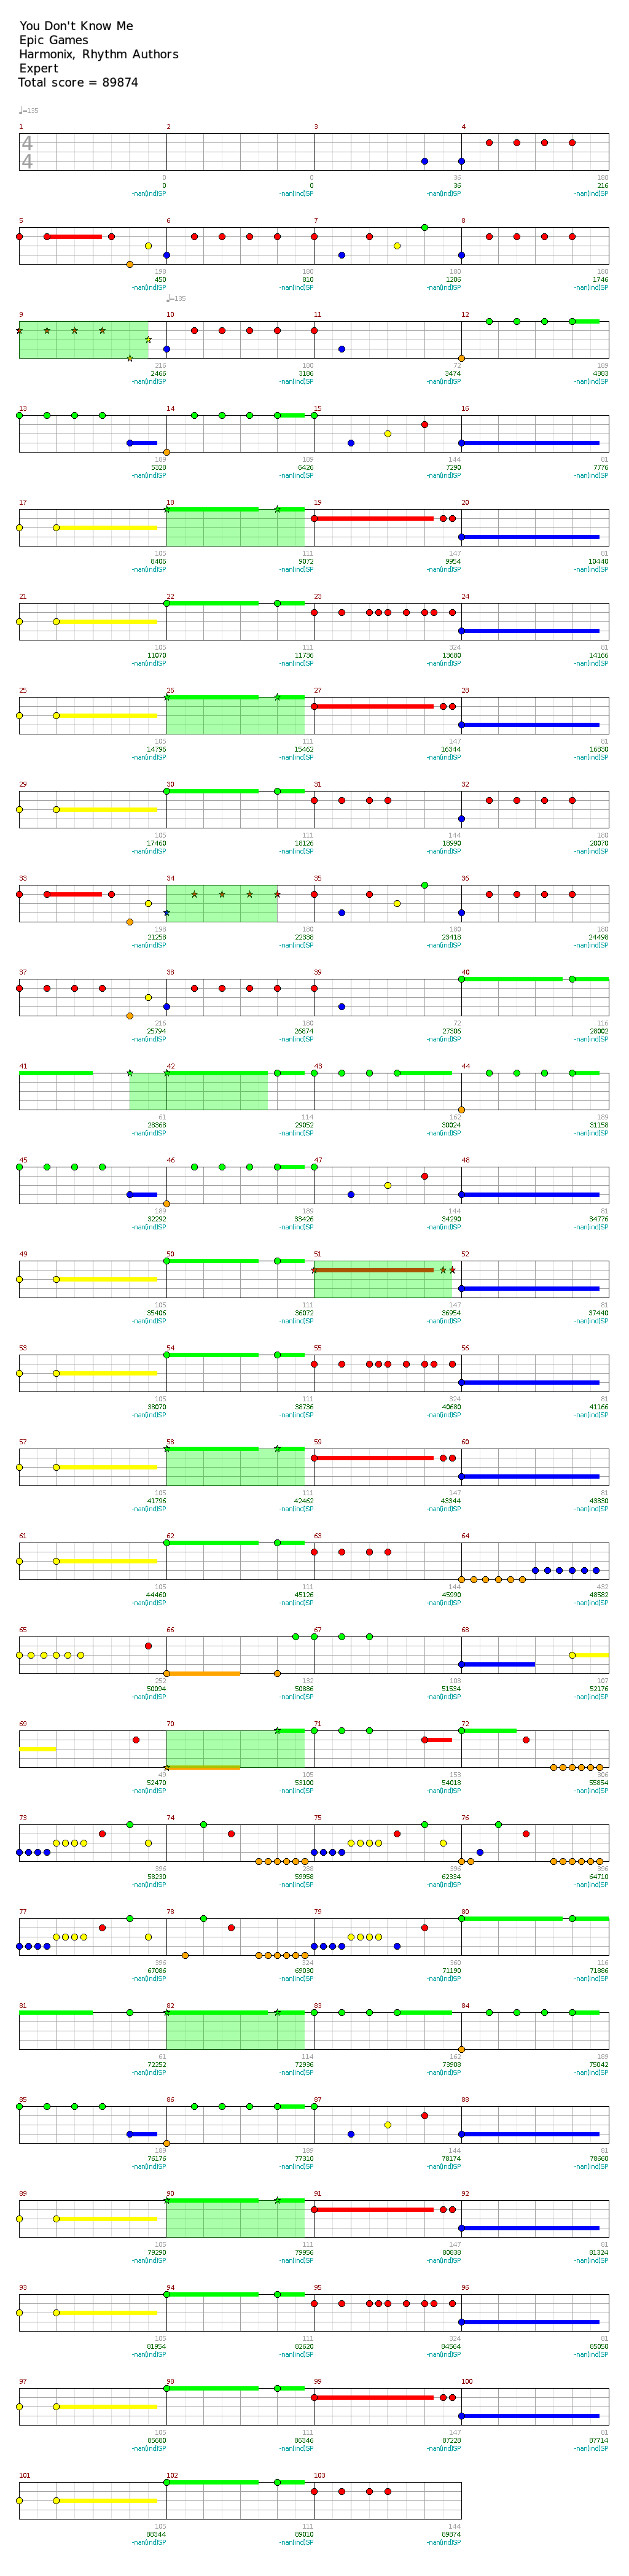 You Don't Know Me
Epic Games
Harmonix, Rhythm Authors
Expert
Total score = 89874
♩=135
1 2 3 4
4
4
0 0 36 180
0 0 36 216
-nan(ind)SP -nan(ind)SP -nan(ind)SP -nan(ind)SP
5 6 7 8
198 180 180 180
450 810 1206 1746
-nan(ind)SP -nan(ind)SP -nan(ind)SP -nan(ind)SP
♩=135
9 10 11 12
216 180 72 189
2466 3186 3474 4383
-nan(ind)SP -nan(ind)SP -nan(ind)SP -nan(ind)SP
13 14 15 16
189 189 144 81
5328 6426 7290 7776
-nan(ind)SP -nan(ind)SP -nan(ind)SP -nan(ind)SP
17 18 19 20
105 111 147 81
8406 9072 9954 10440
-nan(ind)SP -nan(ind)SP -nan(ind)SP -nan(ind)SP
21 22 23 24
105 111 324 81
11070 11736 13680 14166
-nan(ind)SP -nan(ind)SP -nan(ind)SP -nan(ind)SP
25 26 27 28
105 111 147 81
14796 15462 16344 16830
-nan(ind)SP -nan(ind)SP -nan(ind)SP -nan(ind)SP
29 30 31 32
105 111 144 180
17460 18126 18990 20070
-nan(ind)SP -nan(ind)SP -nan(ind)SP -nan(ind)SP
33 34 35 36
198 180 180 180
21258 22338 23418 24498
-nan(ind)SP -nan(ind)SP -nan(ind)SP -nan(ind)SP
37 38 39 40
216 180 72 116
25794 26874 27306 28002
-nan(ind)SP -nan(ind)SP -nan(ind)SP -nan(ind)SP
41 42 43 44
61 114 162 189
28368 29052 30024 31158
-nan(ind)SP -nan(ind)SP -nan(ind)SP -nan(ind)SP
45 46 47 48
189 189 144 81
32292 33426 34290 34776
-nan(ind)SP -nan(ind)SP -nan(ind)SP -nan(ind)SP
49 50 51 52
105 111 147 81
35406 36072 36954 37440
-nan(ind)SP -nan(ind)SP -nan(ind)SP -nan(ind)SP
53 54 55 56
105 111 324 81
38070 38736 40680 41166
-nan(ind)SP -nan(ind)SP -nan(ind)SP -nan(ind)SP
57 58 59 60
105 111 147 81
41796 42462 43344 43830
-nan(ind)SP -nan(ind)SP -nan(ind)SP -nan(ind)SP
61 62 63 64
105 111 144 432
44460 45126 45990 48582
-nan(ind)SP -nan(ind)SP -nan(ind)SP -nan(ind)SP
65 66 67 68
252 132 108 107
50094 50886 51534 52176
-nan(ind)SP -nan(ind)SP -nan(ind)SP -nan(ind)SP
69 70 71 72
49 105 153 306
52470 53100 54018 55854
-nan(ind)SP -nan(ind)SP -nan(ind)SP -nan(ind)SP
73 74 75 76
396 288 396 396
58230 59958 62334 64710
-nan(ind)SP -nan(ind)SP -nan(ind)SP -nan(ind)SP
77 78 79 80
396 324 360 116
67086 69030 71190 71886
-nan(ind)SP -nan(ind)SP -nan(ind)SP -nan(ind)SP
81 82 83 84
61 114 162 189
72252 72936 73908 75042
-nan(ind)SP -nan(ind)SP -nan(ind)SP -nan(ind)SP
85 86 87 88
189 189 144 81
76176 77310 78174 78660
-nan(ind)SP -nan(ind)SP -nan(ind)SP -nan(ind)SP
89 90 91 92
105 111 147 81
79290 79956 80838 81324
-nan(ind)SP -nan(ind)SP -nan(ind)SP -nan(ind)SP
93 94 95 96
105 111 324 81
81954 82620 84564 85050
-nan(ind)SP -nan(ind)SP -nan(ind)SP -nan(ind)SP
97 98 99 100
105 111 147 81
85680 86346 87228 87714
-nan(ind)SP -nan(ind)SP -nan(ind)SP -nan(ind)SP
101 102 103
105 111 144
88344 89010 89874
-nan(ind)SP -nan(ind)SP -nan(ind)SP